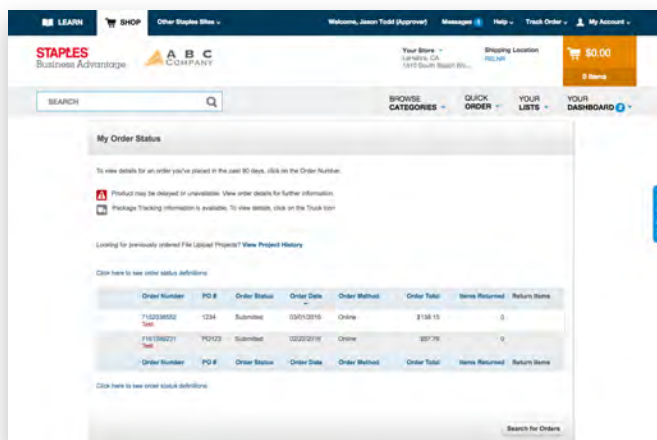 LEARN SHOP Other Staples Sites Welcome, Jason Todd (Approver) Messages Help Track Order My Account
STAPLES
Business Advantage
A B C
COMPANY
Your Store
La Habra, CA
Shipping Location
$0.00
0 Items
SEARCH
BROWSE
CATEGORIES
QUICK
ORDER
YOUR
LISTS
YOUR
DASHBOARD 2
My Order Status
To view details for an order you've placed in the past 90 days, click on the Order Number.
Product may be delayed or unavailable. View order details for further information.
Package Tracking information is available. To view details, click on the Truck icon
Looking for previously ordered File Upload Projects? View Project History
Click here to see order status definitions
Order Number PO # Order Status Order Date Order Method Order Total Items Returned Return Items
1234 Submitted 03/01/2016 Online 0
Test
Submitted Online 0
Test
Order Number PO # Order Status Order Date Order Method Order Total Items Returned Return Items
Click here to see order status definitions
Search for Orders